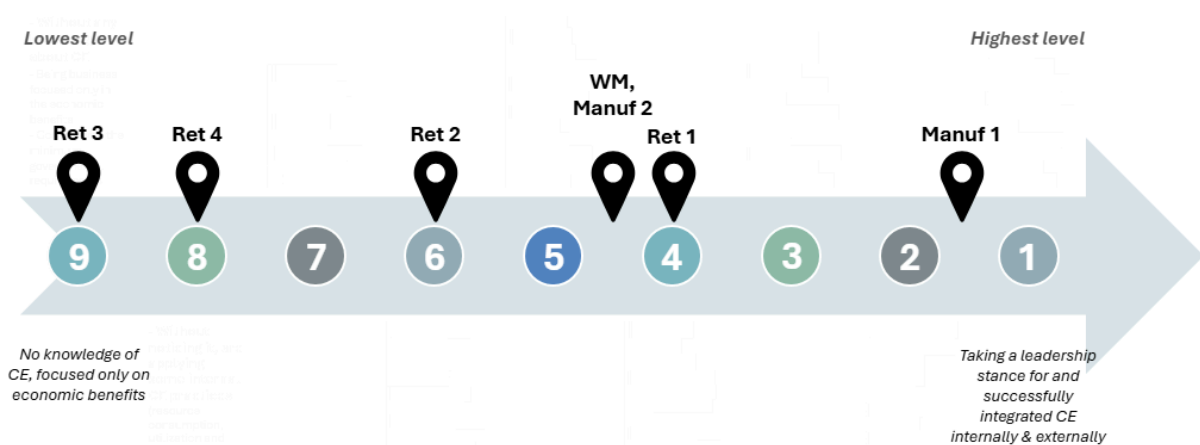 Lowest level
Highest level
WM,
Manuf 2
Ret 3
Ret 4
Ret 2
Ret 1
Manuf 1
9
8
7
6
5
4
3
2
1
No knowledge of
CE, focused only on
economic benefits
Taking a leadership
stance for and
successfully
integrated CE
internally & externally